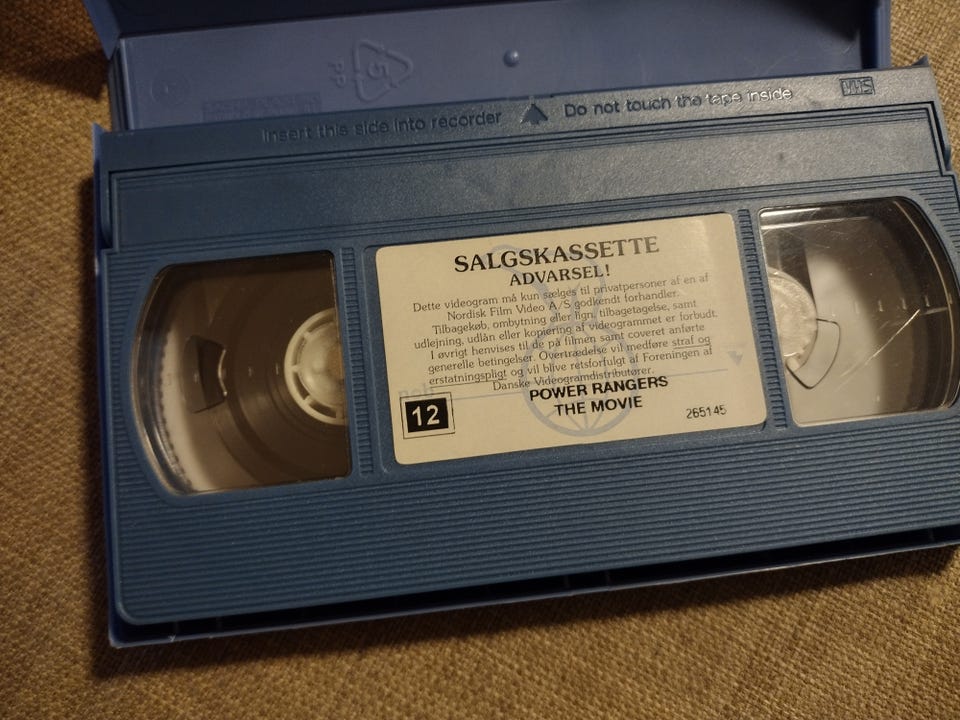 5
PP
Insert this side into recorder Do not touch the tape inside VHS
SALGSKASSETTE
ADVARSEL!
Dette videogram må kun sælges til privatpersoner af en af
Nordisk Film Video A/S godkendt forhandler.
Tilbagekøb, ombytning eller lign. tilbagetagelse, samt
udlejning, udlån eller kopiering af videogrammet er forbudt.
I øvrigt henvises til de på filmen samt coveret anførte
generelle betingelser. Overtrædelse vil medføre straf og
erstatningspligt og vil blive retsforfulgt af Foreningen af
Danske Videogramdistributører.
POWER RANGERS
THE MOVIE
12
265145